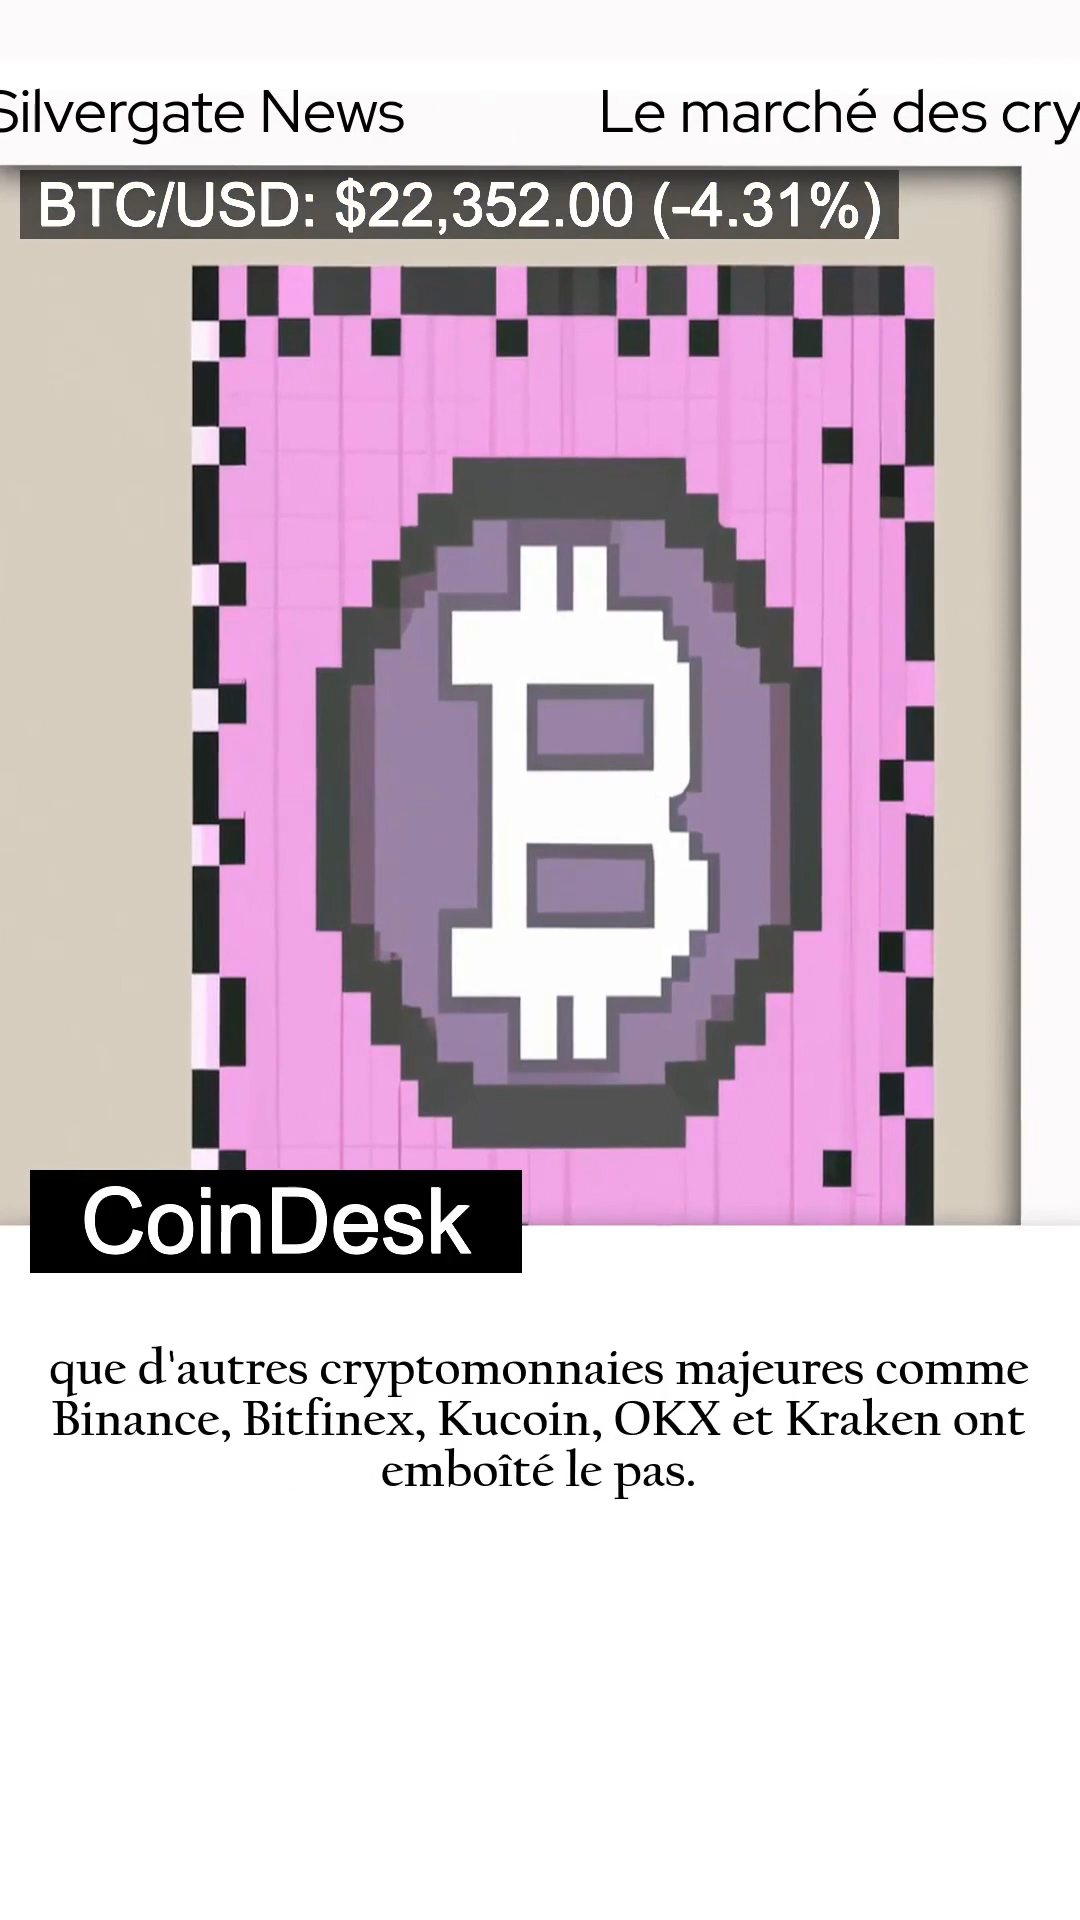 Silvergate News Le marché des cry
BTC/USD: $22,352.00 (-4.31%)
CoinDesk
que d'autres cryptomonnaies majeures comme
Binance, Bitfinex, Kucoin, OKX et Kraken ont
emboîté le pas.